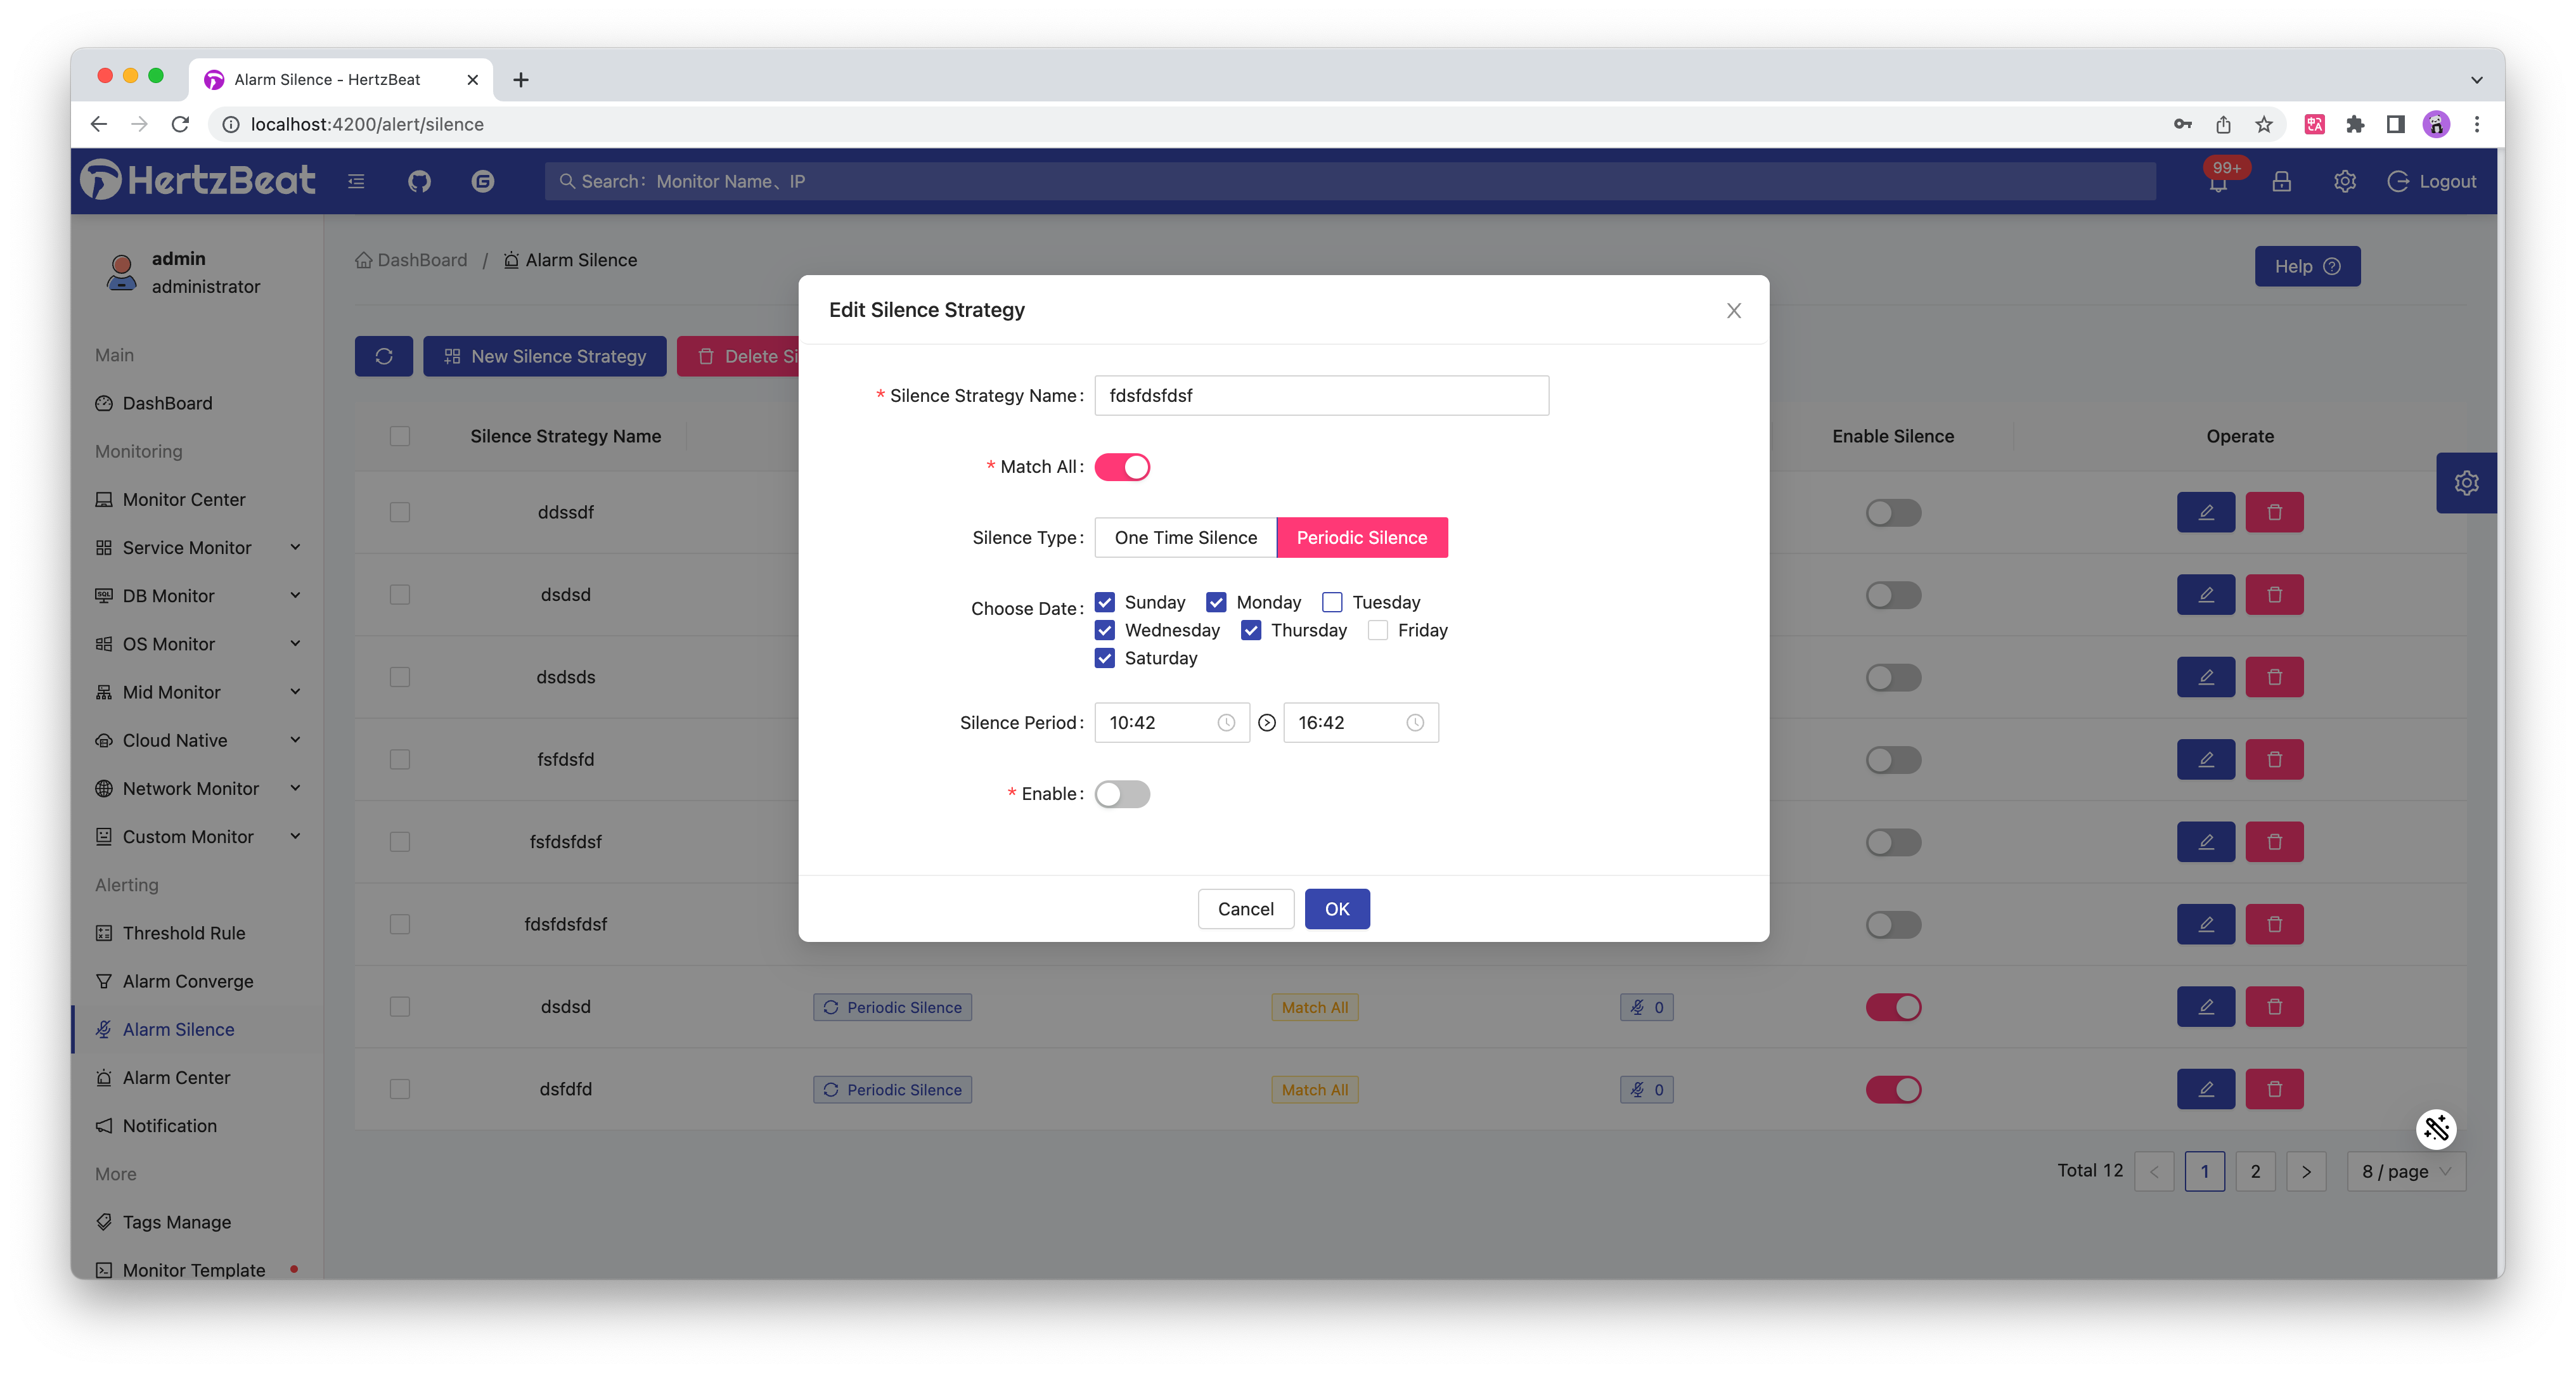 Alarm Silence - HertzBeat
localhost:4200/alert/silence
HertzBeat
Search：Monitor Name、IP
99+
Logout
admin
administrator
Main
DashBoard
Monitoring
Monitor Center
Service Monitor
DB Monitor
OS Monitor
Mid Monitor
Cloud Native
Network Monitor
Custom Monitor
Alerting
Threshold Rule
Alarm Converge
Alarm Silence
Alarm Center
Notification
More
Tags Manage
Monitor Template
DashBoard / Alarm Silence
Help
New Silence Strategy
Delete Si
Silence Strategy Name Enable Silence Operate
ddssdf
dsdsd
dsdsds
fsfdsfd
fsfdsfdsf
fdsfdsfdsf
dsdsd Periodic Silence Match All 0
dsfdfd Periodic Silence Match All 0
Total 12 1 2 8 / page
Edit Silence Strategy
* Silence Strategy Name: fdsfdsfdsf
* Match All:
Silence Type: One Time Silence Periodic Silence
Choose Date: Sunday Monday Tuesday
Wednesday Thursday Friday
Saturday
Silence Period: 10:42 16:42
* Enable:
Cancel OK